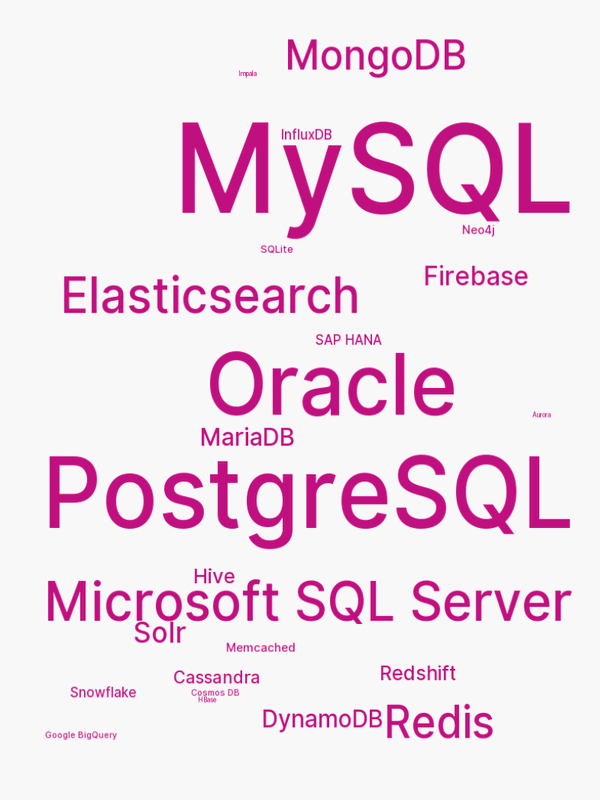 MongoDB
Impala
MySQL
InfluxDB
Neo4j
SQLite
Firebase
Elasticsearch
SAP HANA
Oracle
Aurora
MariaDB
PostgreSQL
Hive
Microsoft SQL Server
Solr
Memcached
Redshift
Cassandra
Snowflake
Cosmos DB
HBase
DynamoDB
Redis
Google BigQuery